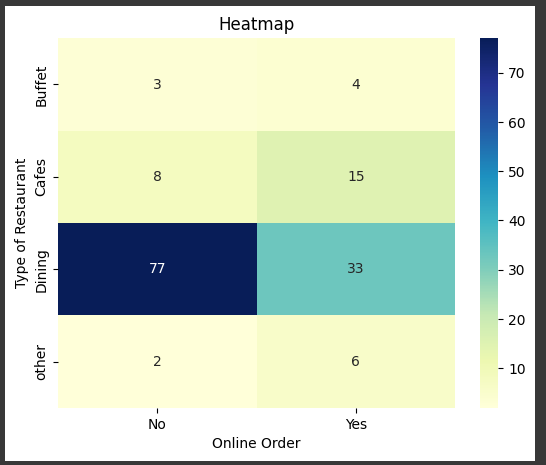 Heatmap
Type of Restaurant
Buffet
3
4
Cafes
8
15
Dining
77
33
other
2
6
No
Yes
Online Order
70
60
50
40
30
20
10